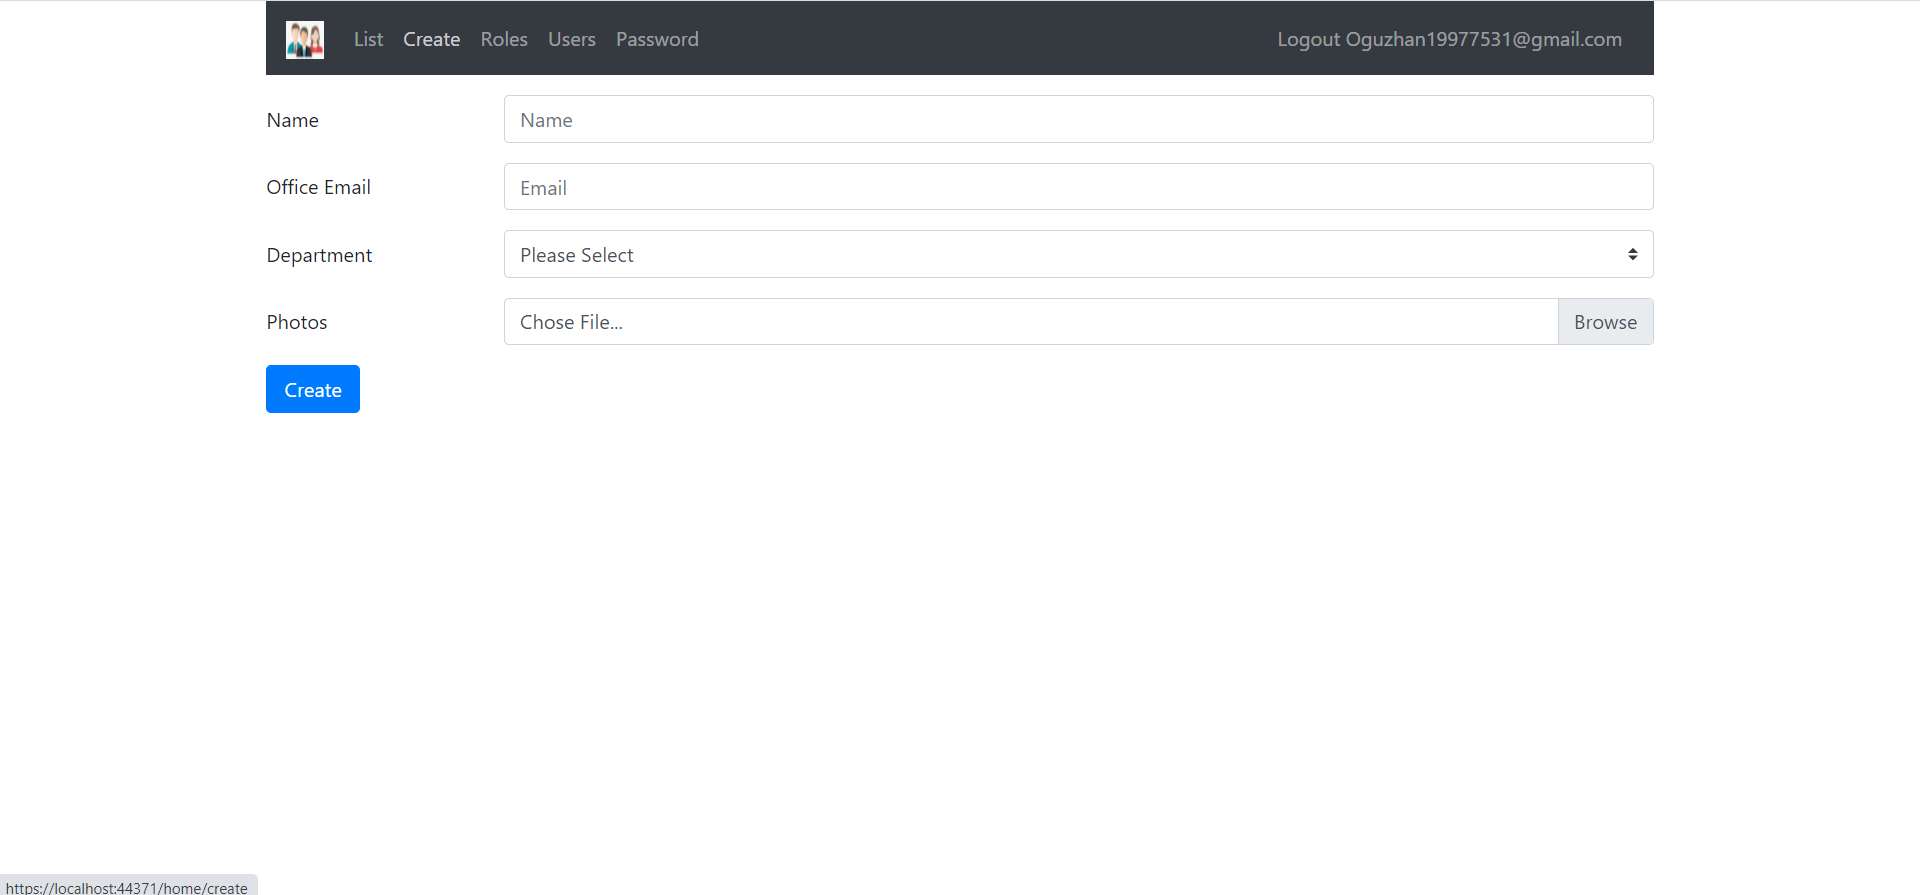 List Create Roles Users Password Logout Oguzhan19977531@gmail.com
Name Name
Office Email Email
Department Please Select
Photos Chose File... Browse
Create
https://localhost:44371/home/create